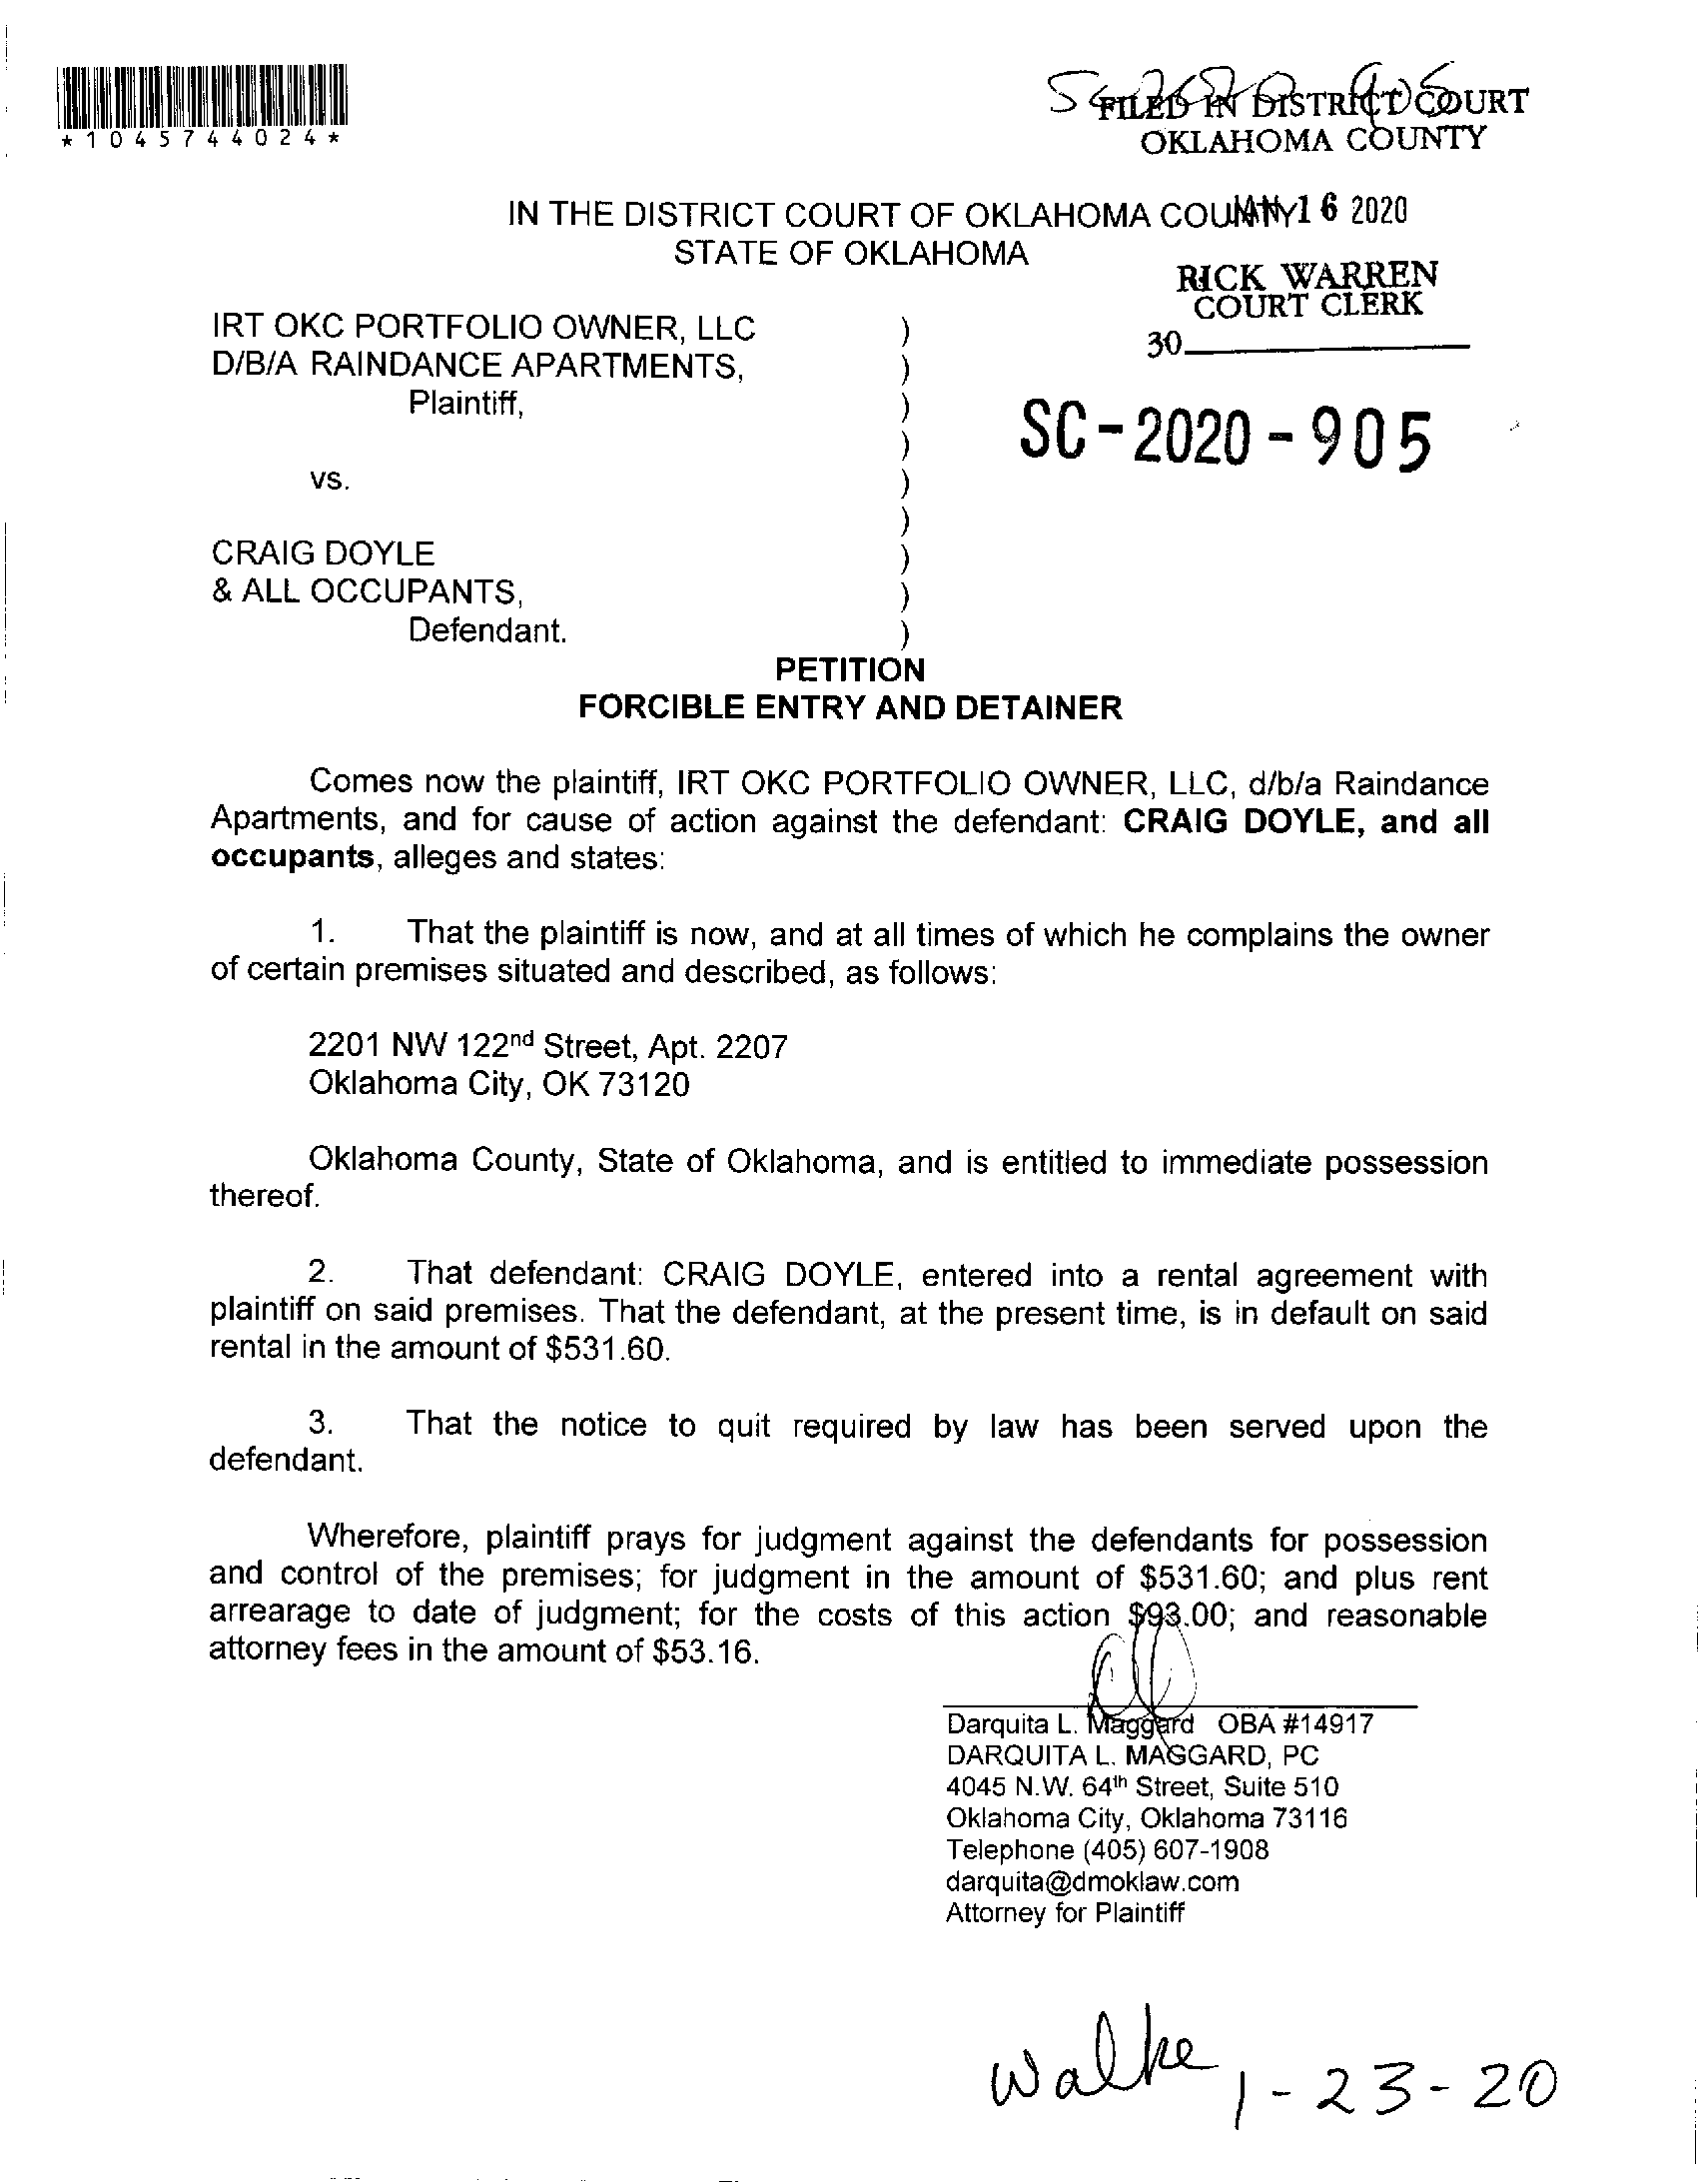 *1045744024*
SC 2020 905
FILED IN DISTRICT COURT
OKLAHOMA COUNTY
IN THE DISTRICT COURT OF OKLAHOMA COUNTY
JAN 16 2020
STATE OF OKLAHOMA
RICK WARREN
COURT CLERK
30
IRT OKC PORTFOLIO OWNER, LLC )
D/B/A RAINDANCE APARTMENTS, )
Plaintiff, )
)
SC-2020-905
vs. )
)
CRAIG DOYLE )
& ALL OCCUPANTS, )
Defendant. )
PETITION
FORCIBLE ENTRY AND DETAINER
Comes now the plaintiff, IRT OKC PORTFOLIO OWNER, LLC, d/b/a Raindance
Apartments, and for cause of action against the defendant: CRAIG DOYLE, and all
occupants, alleges and states:
1. That the plaintiff is now, and at all times of which he complains the owner
of certain premises situated and described, as follows:
2201 NW 122nd Street, Apt. 2207
Oklahoma City, OK 73120
Oklahoma County, State of Oklahoma, and is entitled to immediate possession
thereof.
2. That defendant: CRAIG DOYLE, entered into a rental agreement with
plaintiff on said premises. That the defendant, at the present time, is in default on said
rental in the amount of $531.60.
3. That the notice to quit required by law has been served upon the
defendant.
Wherefore, plaintiff prays for judgment against the defendants for possession
and control of the premises; for judgment in the amount of $531.60; and plus rent
arrearage to date of judgment; for the costs of this action $93.00; and reasonable
attorney fees in the amount of $53.16.
Darquita L. Maggard OBA #14917
DARQUITA L. MAGGARD, PC
4045 N.W. 64th Street, Suite 510
Oklahoma City, Oklahoma 73116
Telephone (405) 607-1908
darquita@dmoklaw.com
Attorney for Plaintiff
Walke 1-23-20